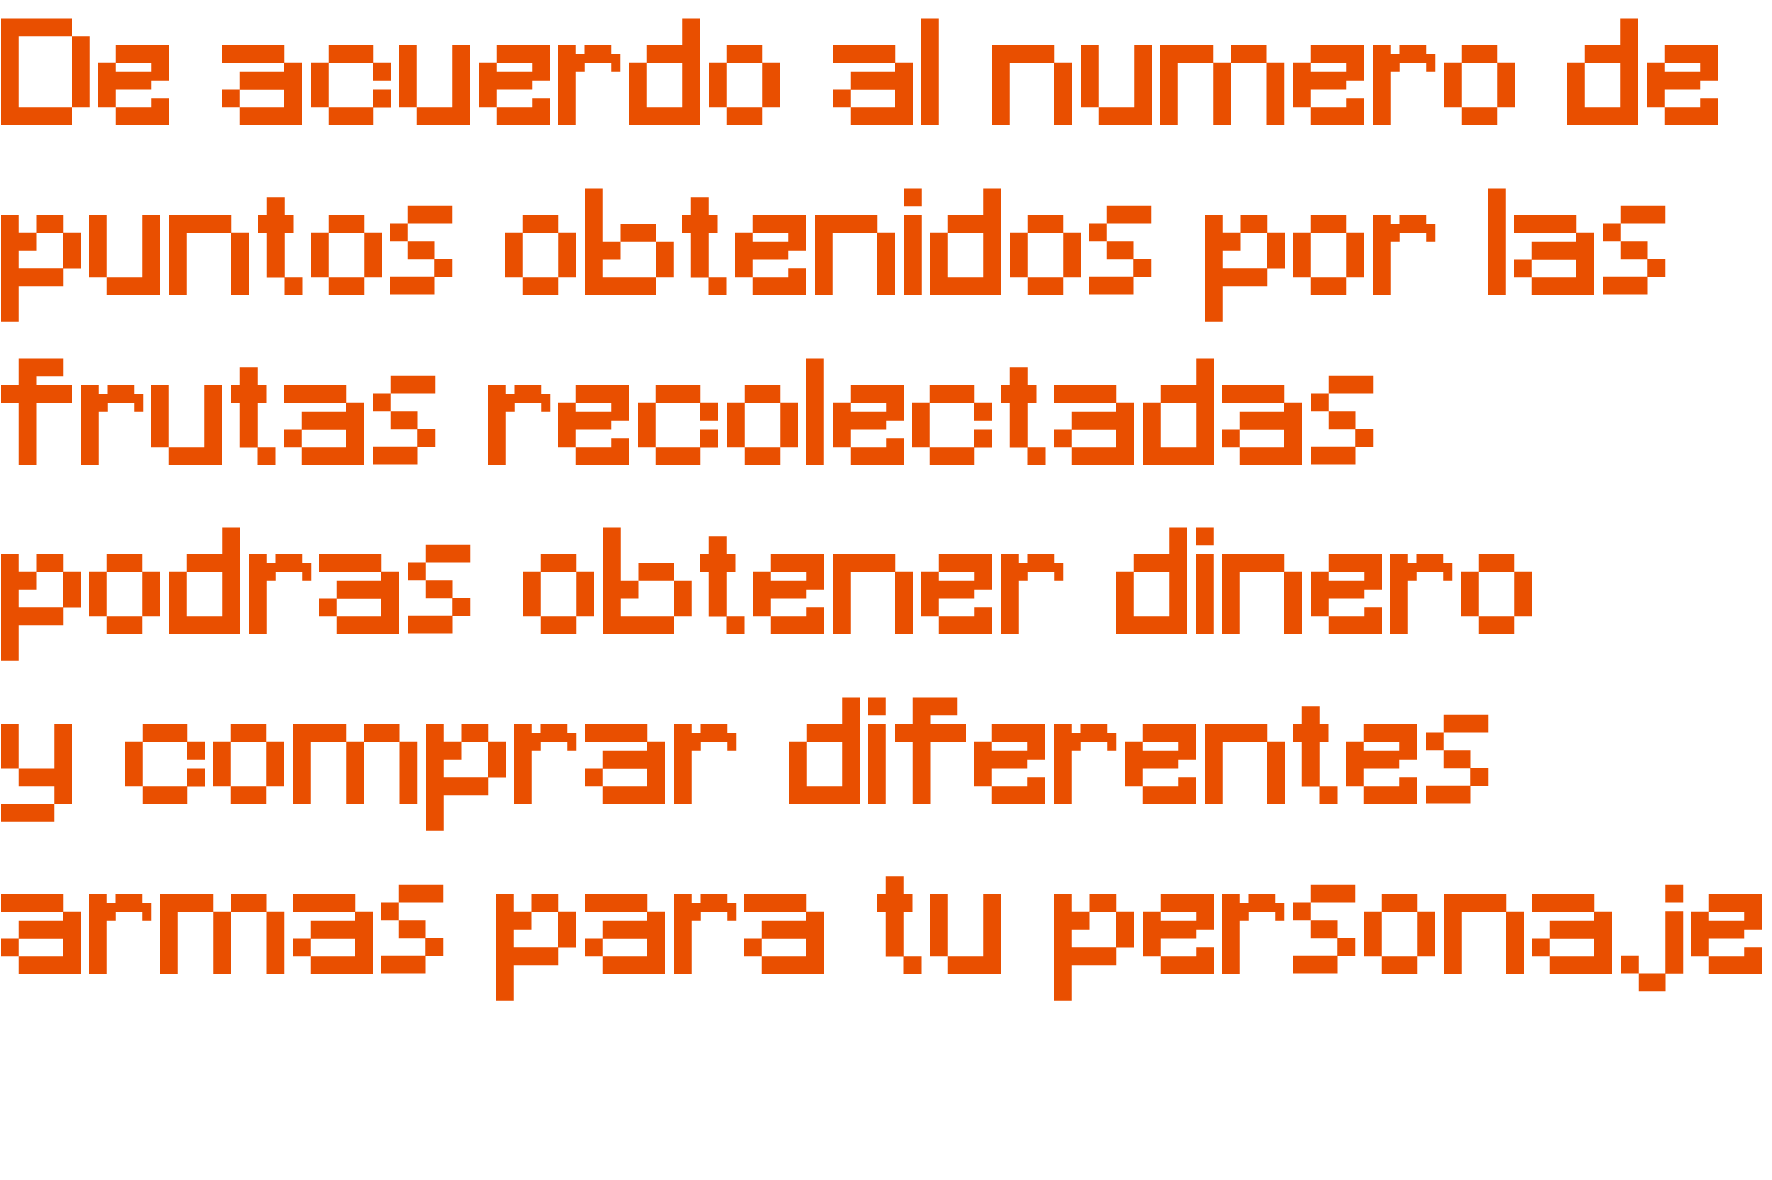 De acuerdo al numero de
puntos obtenidos por las
frutas recolectadas
podras obtener dinero
y comprar diferentes
armas para tu personaje